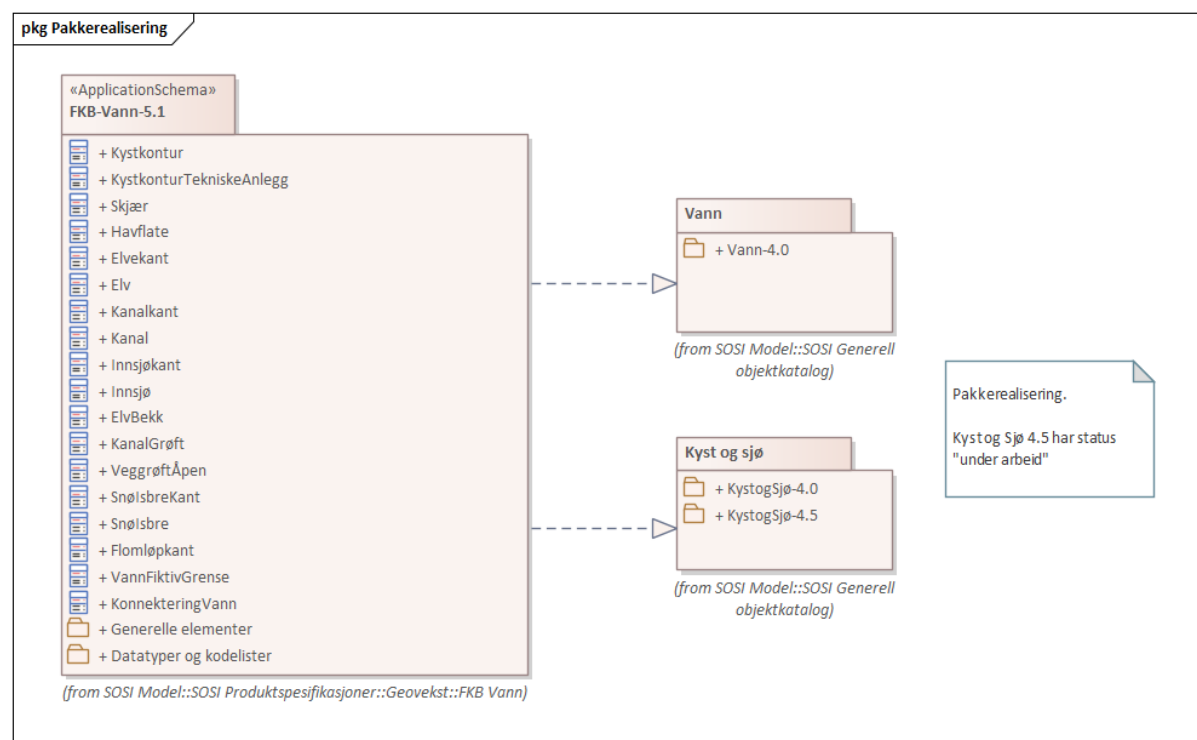 pkg Pakkerealisering
«ApplicationSchema»
FKB-Vann-5.1
+ Kystkontur
+ KystkonturTekniskeAnlegg
+ Skjær
+ Havflate
+ Elvekant
+ Elv
+ Kanalkant
+ Kanal
+ Innsjøkant
+ Innsjø
+ ElvBekk
+ KanalGrøft
+ VeggrøftÅpen
+ SnøIsbreKant
+ SnøIsbre
+ Flomløpkant
+ VannFiktivGrense
+ KonnekteringVann
+ Generelle elementer
+ Datatyper og kodelister
(from SOSI Model::SOSI Produktspesifikasjoner::Geovekst::FKB Vann)
Vann
+ Vann-4.0
(from SOSI Model::SOSI Generell
objektkatalog)
Kyst og sjø
+ KystogSjø-4.0
+ KystogSjø-4.5
(from SOSI Model::SOSI Generell
objektkatalog)
Pakkerealisering.
Kyst og Sjø 4.5 har status
"under arbeid"